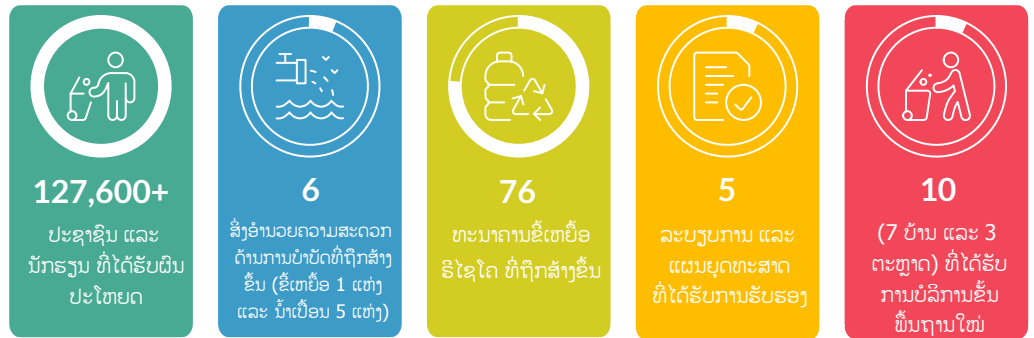 127,600+
ປະຊາຊົນ ແລະ
ນັກຮຽນ ທີ່ໄດ້ຮັບຜົນ
ປະໂຫຍດ
6
ສິ່ງອຳນວຍຄວາມສະດວກ
ດ້ານການບຳບັດທີ່ຖືກສ້າງ
ຂຶ້ນ (ຂີ້ເຫຍື້ອ 1 ແຫ່ງ
ແລະ ນ້ຳເປື້ອນ 5 ແຫ່ງ)
76
ທະນາຄານຂີ້ເຫຍື້ອ
ຣີໄຊໂຄ ທີ່ຖືກສ້າງຂຶ້ນ
5
ລະບຽບການ ແລະ
ແຜນຍຸດທະສາດ
ທີ່ໄດ້ຮັບການຮັບຮອງ
10
(7 ບ້ານ ແລະ 3
ຕະຫຼາດ) ທີ່ໄດ້ຮັບ
ການບໍລິການຂັ້ນ
ພື້ນຖານໃໝ່